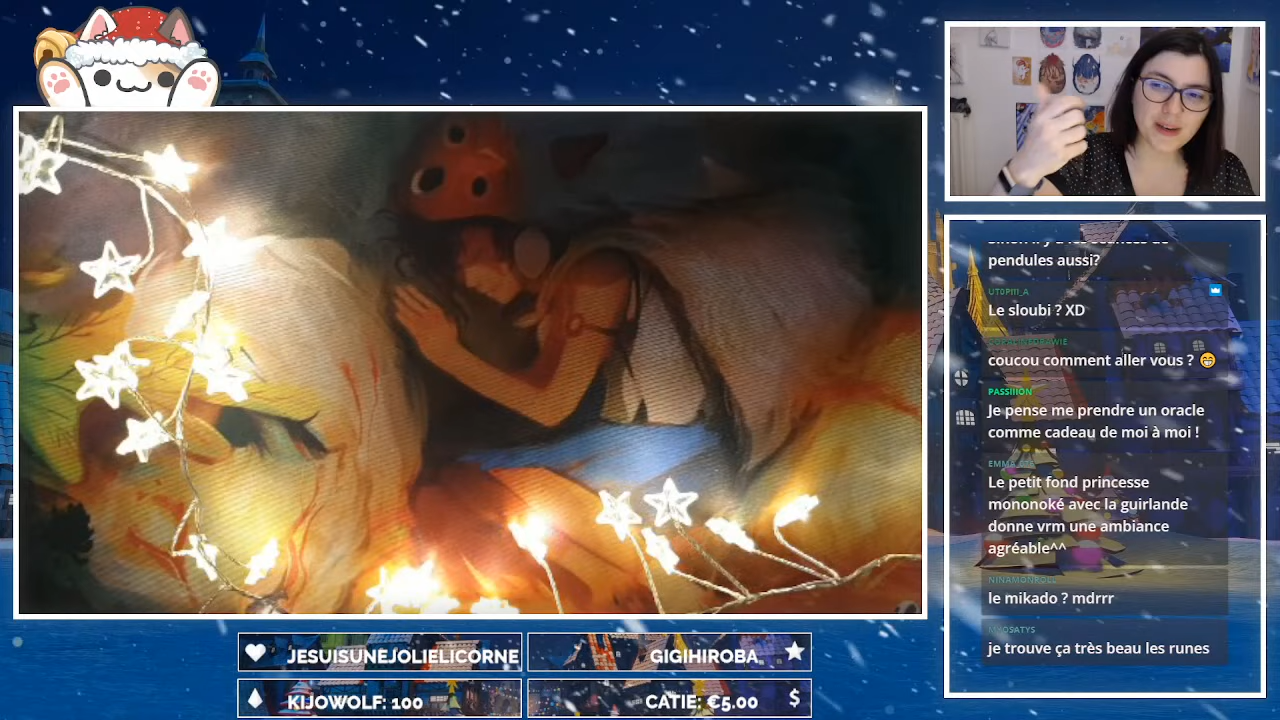 pendules aussi?
UT0PI11_A
Le sloubi ? XD
coucou comment aller vous ? 😁
PASSIIION
Je pense me prendre un oracle
comme cadeau de moi à moi !
Le petit fond princesse
mononoké avec la guirlande
donne vrm une ambiance
agréable^^
le mikado ? mdrrr
je trouve ça très beau les runes
JESUISUNEJOLIELICORNE
GIGIHIROBA
KIJOWOLF: 100
CATIE: €5.00